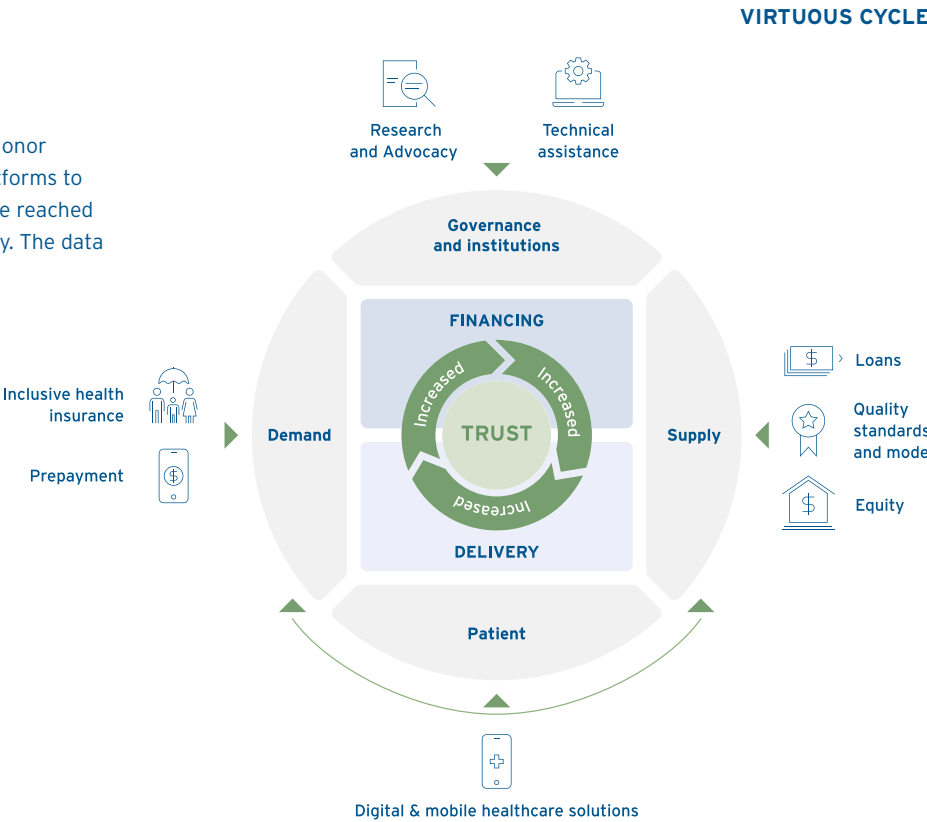 VIRTUOUS CYCLE
onor
tforms to
e reached
y. The data
Research
and Advocacy
Technical
assistance
Governance
and institutions
FINANCING
Increased
Increased
Increased
TRUST
DELIVERY
Demand
Supply
Patient
Inclusive health
insurance
Prepayment
$
$
Loans
Quality
standards
and mode
$
Equity
Digital & mobile healthcare solutions